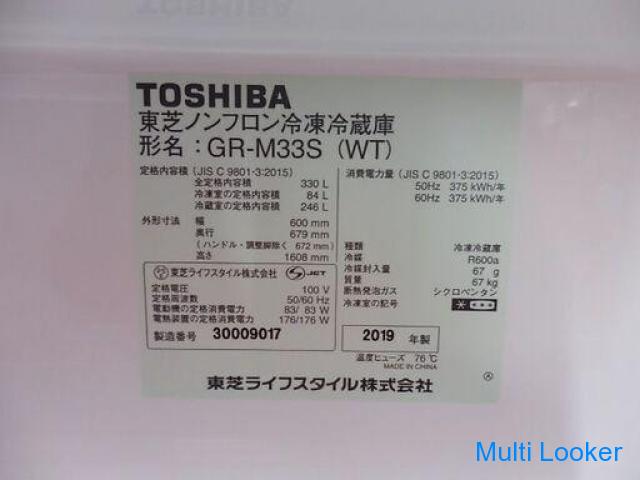 TOSHIBA
東芝ノンフロン冷凍冷蔵庫
形名：GR-M33S (WT)
定格内容積 (JIS C 9801-3:2015)
全定格内容積 330 L
冷凍室の定格内容積 84 L
冷蔵室の定格内容積 246 L
外形寸法 幅 600 mm
奥行 679 mm
(ハンドル・調整脚除く 672 mm)
高さ 1608 mm
消費電力量 (JIS C 9801-3:2015)
50Hz 375 kWh/年
60Hz 375 kWh/年
種類 冷凍冷蔵庫
冷媒 R600a
冷媒封入量 67 g
質量 67 kg
断熱発泡ガス シクロペンタン
冷凍室の記号
東芝ライフスタイル株式会社 JET
定格電圧 100 V
定格周波数 50/60 Hz
電動機の定格消費電力 83/ 83 W
電熱装置の定格消費電力 176/176 W
製造番号 30009017
2019 年製
温度ヒューズ 76℃
MADE IN CHINA
東芝ライフスタイル株式会社
Ⓐ
Multi Looker